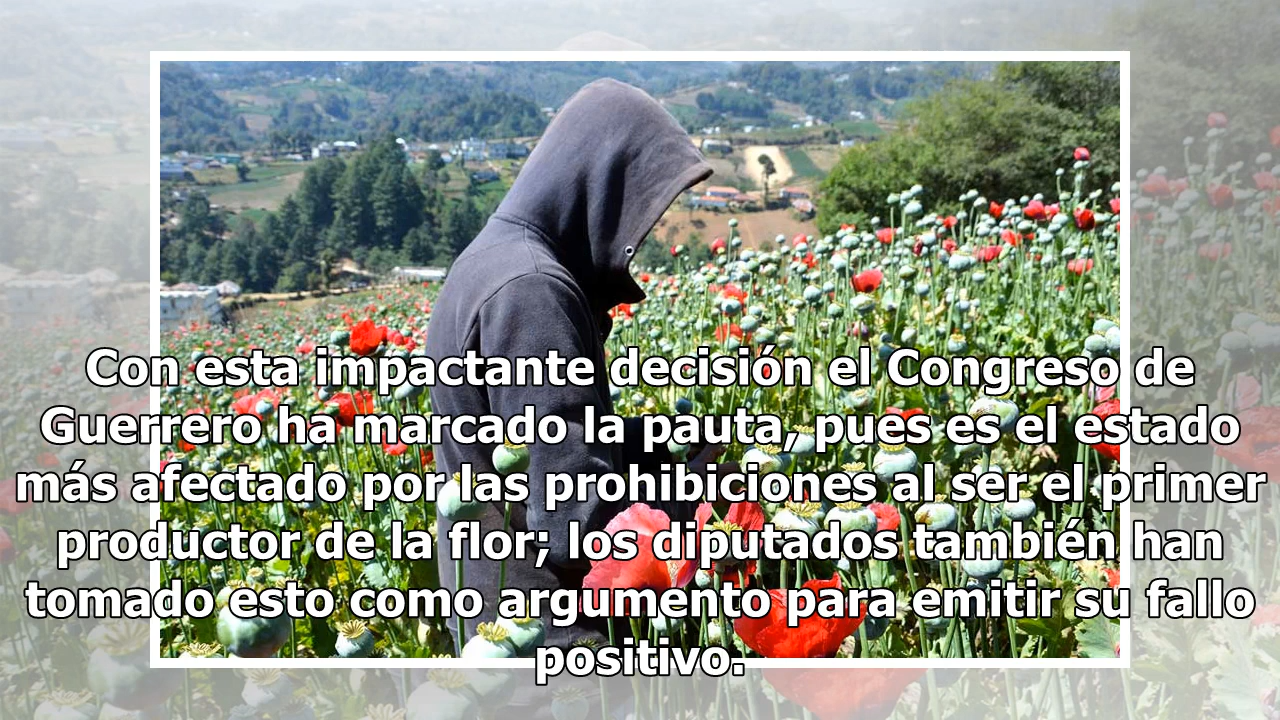 Con esta impactante decisión el Congreso de
Guerrero ha marcado la pauta, pues es el estado
más afectado por las prohibiciones al ser el primer
productor de la flor; los diputados también han
tomado esto como argumento para emitir su fallo
positivo.